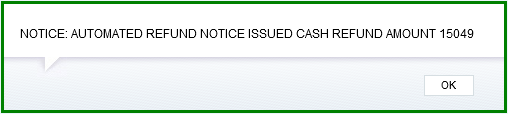 NOTICE: AUTOMATED REFUND NOTICE ISSUED CASH REFUND AMOUNT 15049
OK